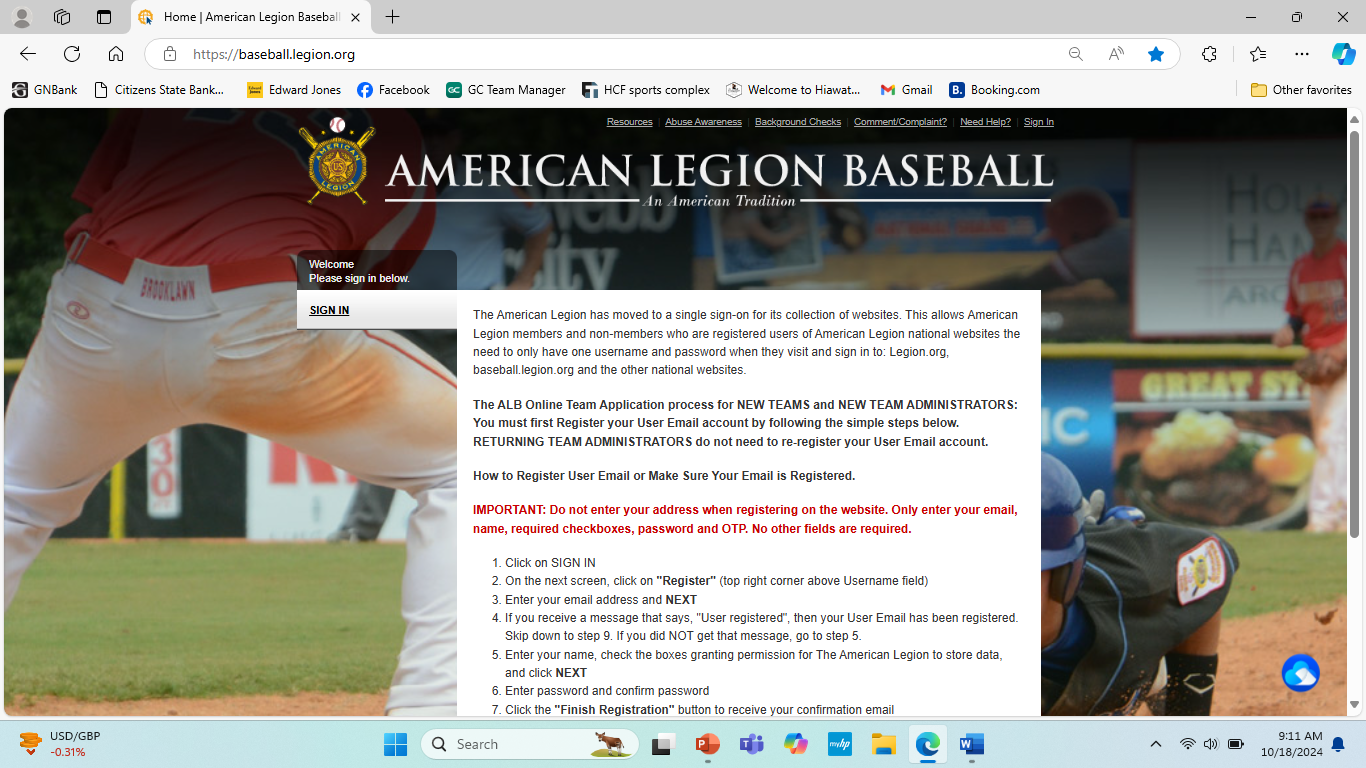 Home | American Legion Baseball
https://baseball.legion.org
GNBank
Citizens State Bank...
Edward Jones
Facebook
GC Team Manager
HCF sports complex
Welcome to Hiawat...
Gmail
Booking.com
Other favorites
Resources | Abuse Awareness | Background Checks | Comment/Complaint? | Need Help? | Sign In
AMERICAN LEGION
US
AMERICAN LEGION BASEBALL
An American Tradition
Welcome
Please sign in below.
SIGN IN
BROOKLAWN
GREAT ST
The American Legion has moved to a single sign-on for its collection of websites. This allows American
Legion members and non-members who are registered users of American Legion national websites the
need to only have one username and password when they visit and sign in to: Legion.org,
baseball.legion.org and the other national websites.
The ALB Online Team Application process for NEW TEAMS and NEW TEAM ADMINISTRATORS:
You must first Register your User Email account by following the simple steps below.
RETURNING TEAM ADMINISTRATORS do not need to re-register your User Email account.
How to Register User Email or Make Sure Your Email is Registered.
IMPORTANT: Do not enter your address when registering on the website. Only enter your email,
name, required checkboxes, password and OTP. No other fields are required.
1. Click on SIGN IN
2. On the next screen, click on "Register" (top right corner above Username field)
3. Enter your email address and NEXT
4. If you receive a message that says, "User registered", then your User Email has been registered.
Skip down to step 9. If you did NOT get that message, go to step 5.
5. Enter your name, check the boxes granting permission for The American Legion to store data,
and click NEXT
6. Enter password and confirm password
7. Click the "Finish Registration" button to receive your confirmation email
USD/GBP
-0.31%
Search
9:11 AM
10/18/2024